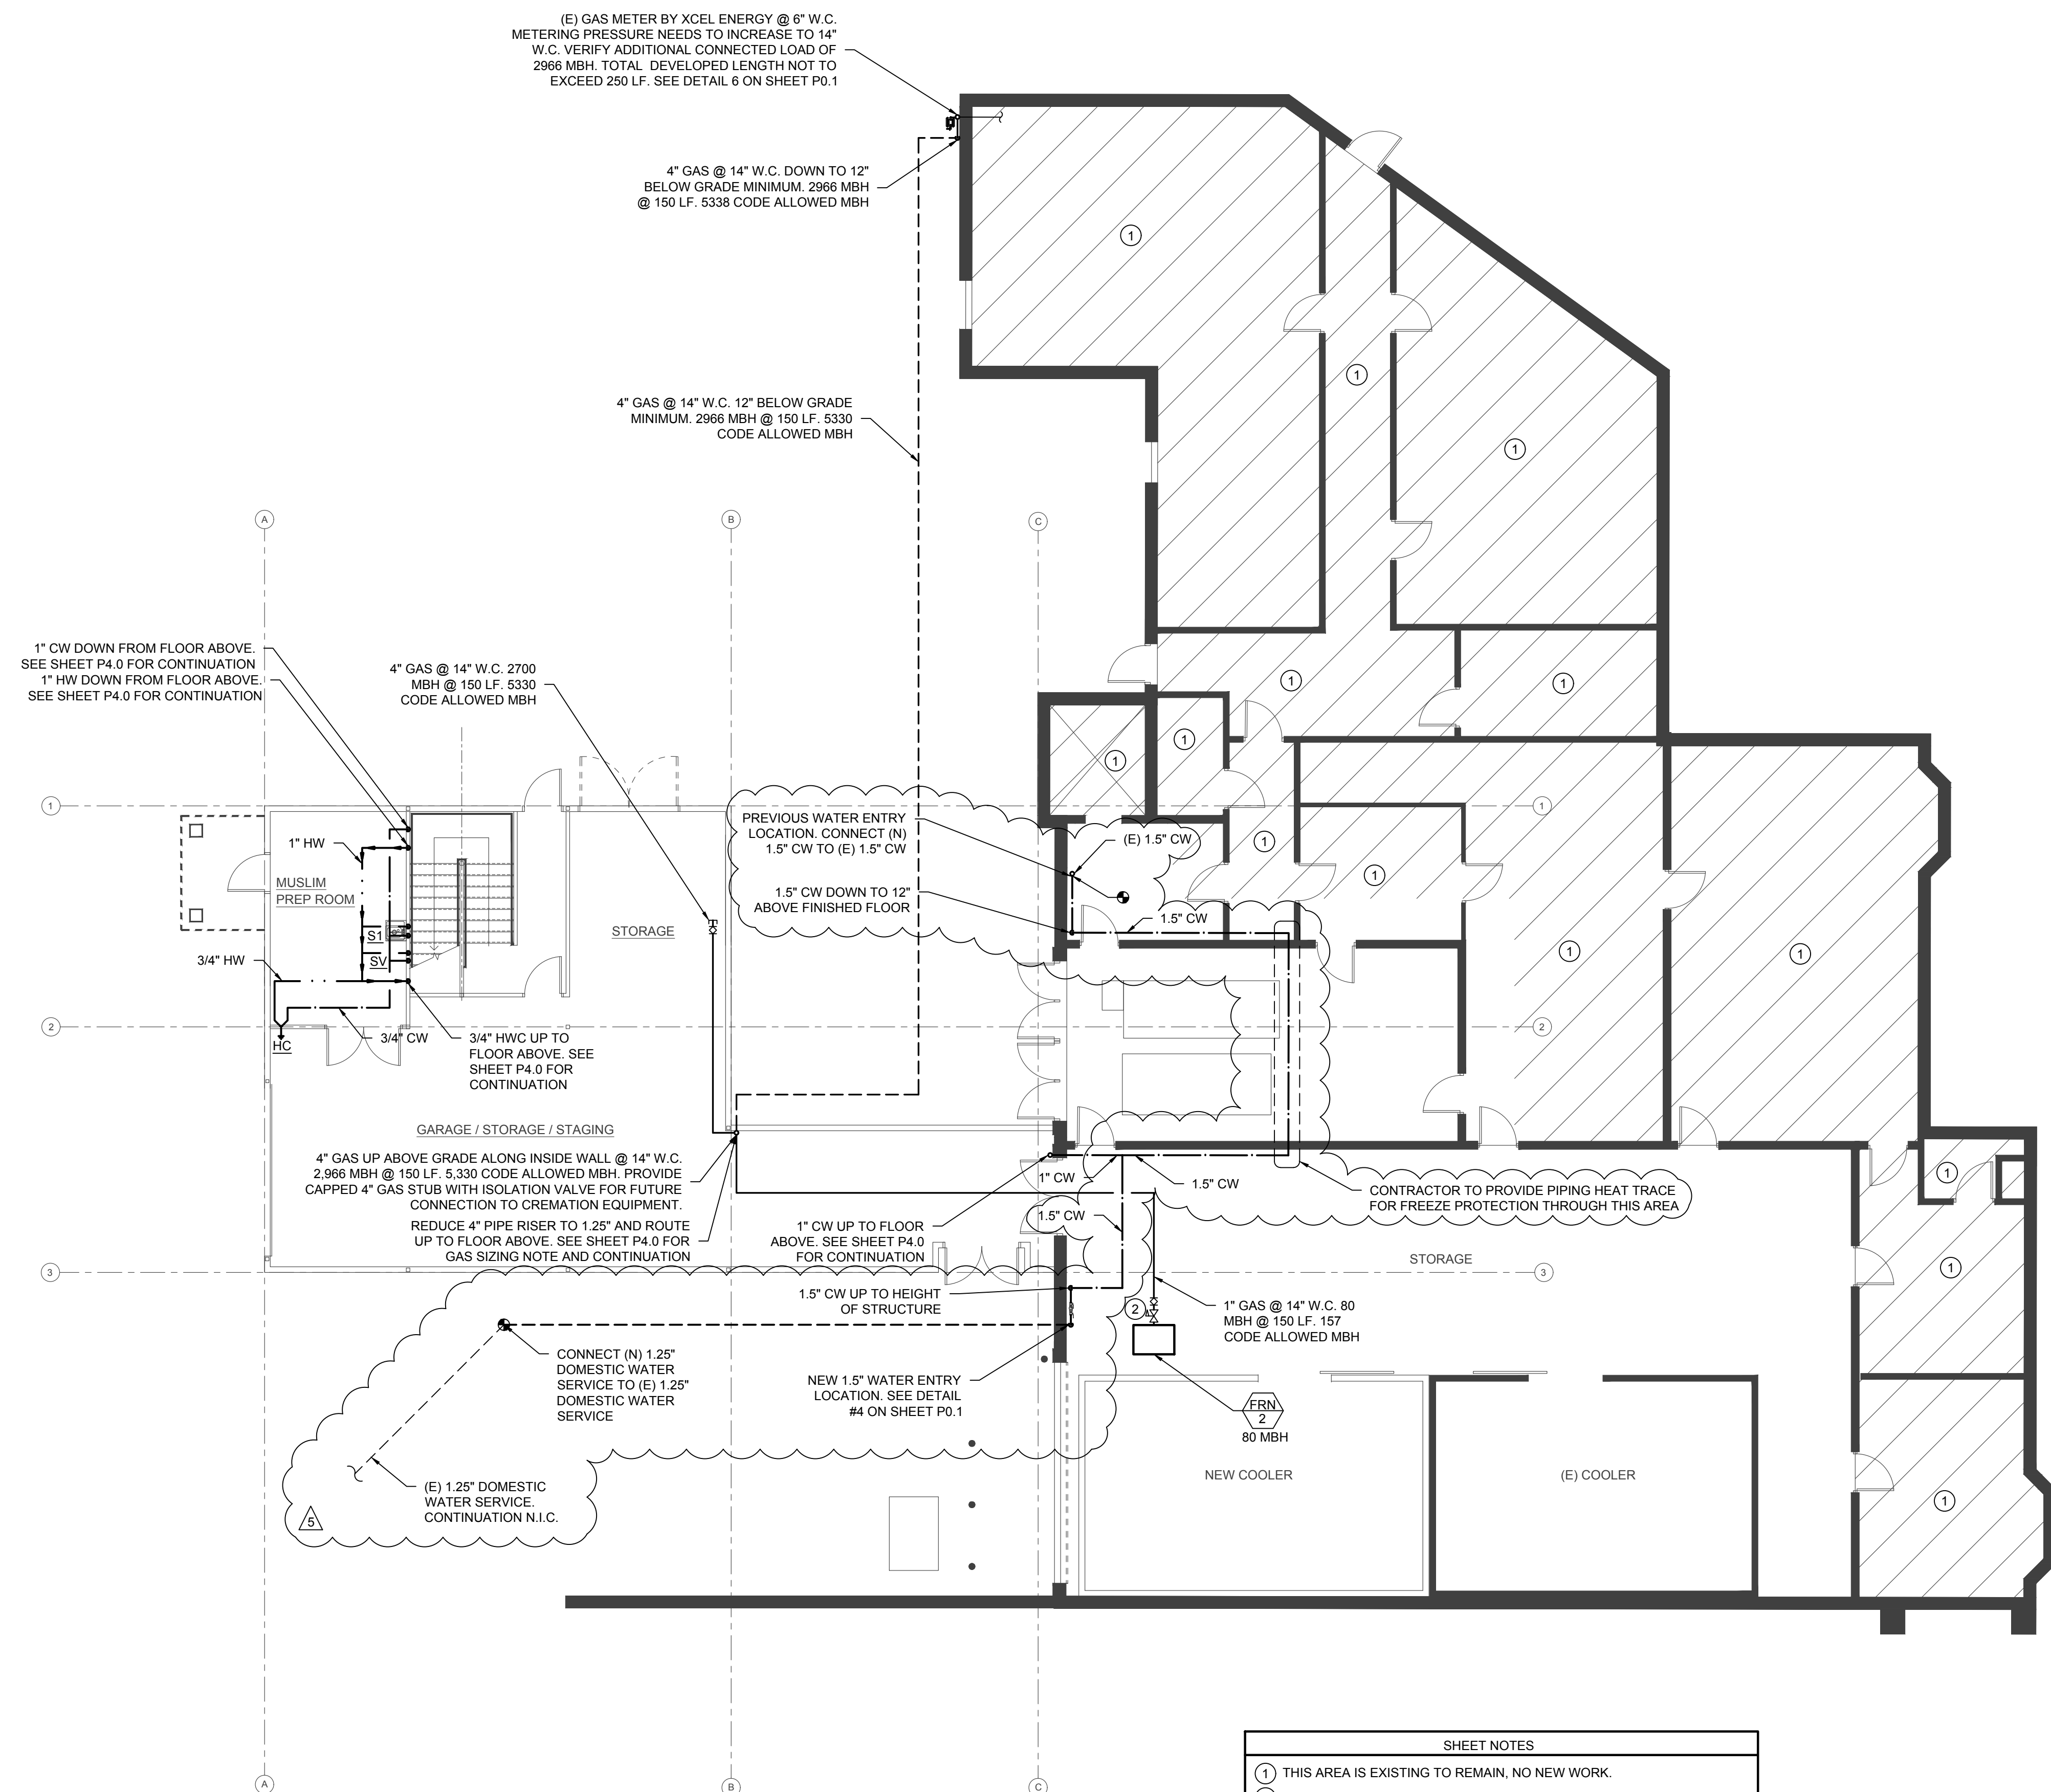 (E) GAS METER BY XCEL ENERGY @ 6" W.C.
METERING PRESSURE NEEDS TO INCREASE TO 14"
W.C. VERIFY ADDITIONAL CONNECTED LOAD OF
2966 MBH. TOTAL DEVELOPED LENGTH NOT TO
EXCEED 250 LF. SEE DETAIL 6 ON SHEET P0.1
4" GAS @ 14" W.C. DOWN TO 12"
BELOW GRADE MINIMUM. 2966 MBH
@ 150 LF. 5338 CODE ALLOWED MBH
1
1
4" GAS @ 14" W.C. 12" BELOW GRADE
MINIMUM. 2966 MBH @ 150 LF. 5330
CODE ALLOWED MBH
1
A
B
C
1" CW DOWN FROM FLOOR ABOVE.
SEE SHEET P4.0 FOR CONTINUATION
1" HW DOWN FROM FLOOR ABOVE.
SEE SHEET P4.0 FOR CONTINUATION
4" GAS @ 14" W.C. 2700
MBH @ 150 LF. 5330
CODE ALLOWED MBH
1
1
1
1
1
1
PREVIOUS WATER ENTRY
LOCATION. CONNECT (N)
1.5" CW TO (E) 1.5" CW
(E) 1.5" CW
1
1" HW
MUSLIM
PREP ROOM
1
1.5" CW DOWN TO 12"
ABOVE FINISHED FLOOR
1.5" CW
STORAGE
S1
SV
1
1
3/4" HW
2
2
HC
3/4" CW
3/4" HWC UP TO
FLOOR ABOVE. SEE
SHEET P4.0 FOR
CONTINUATION
GARAGE / STORAGE / STAGING
4" GAS UP ABOVE GRADE ALONG INSIDE WALL @ 14" W.C.
2,966 MBH @ 150 LF. 5,330 CODE ALLOWED MBH. PROVIDE
CAPPED 4" GAS STUB WITH ISOLATION VALVE FOR FUTURE
CONNECTION TO CREMATION EQUIPMENT.
REDUCE 4" PIPE RISER TO 1.25" AND ROUTE
UP TO FLOOR ABOVE. SEE SHEET P4.0 FOR
GAS SIZING NOTE AND CONTINUATION
1" CW
1.5" CW
1
CONTRACTOR TO PROVIDE PIPING HEAT TRACE
FOR FREEZE PROTECTION THROUGH THIS AREA
1.5" CW
1" CW UP TO FLOOR
ABOVE. SEE SHEET P4.0
FOR CONTINUATION
STORAGE
3
3
1
1.5" CW UP TO HEIGHT
OF STRUCTURE
2
1" GAS @ 14" W.C. 80
MBH @ 150 LF. 157
CODE ALLOWED MBH
CONNECT (N) 1.25"
DOMESTIC WATER
SERVICE TO (E) 1.25"
DOMESTIC WATER
SERVICE
NEW 1.5" WATER ENTRY
LOCATION. SEE DETAIL
#4 ON SHEET P0.1
FRN
2
80 MBH
NEW COOLER
(E) COOLER
(E) 1.25" DOMESTIC
WATER SERVICE.
CONTINUATION N.I.C.
5
1
SHEET NOTES
1 THIS AREA IS EXISTING TO REMAIN, NO NEW WORK.
A
B
C